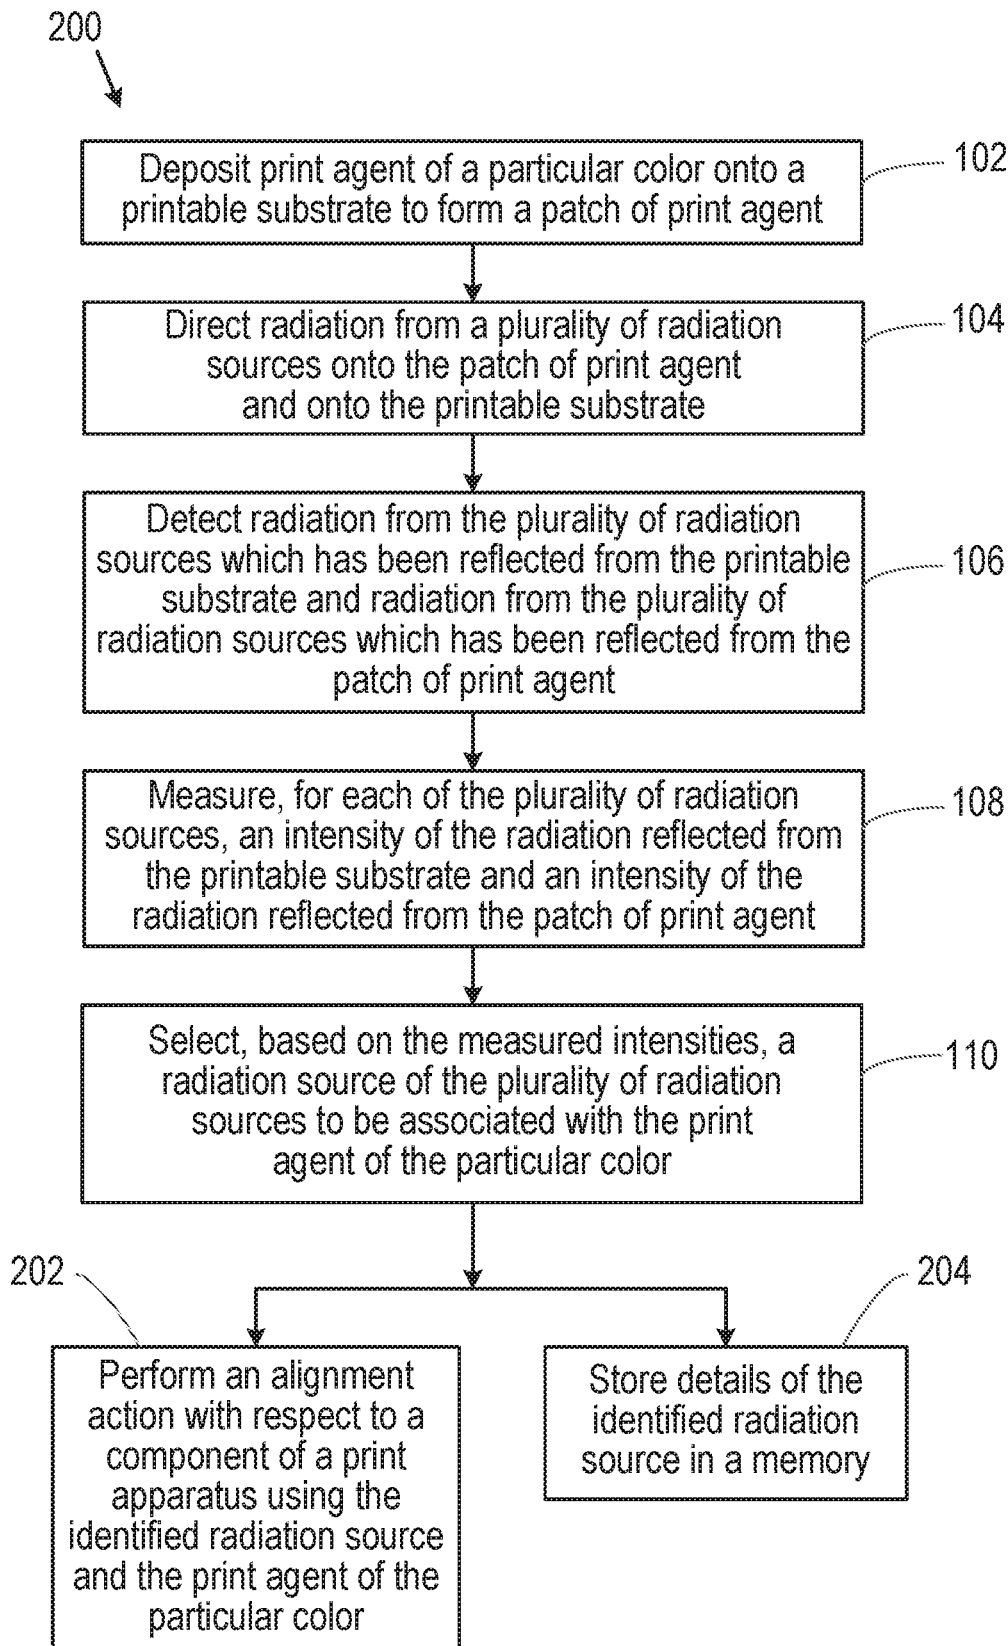 200
Deposit print agent of a particular color onto a
printable substrate to form a patch of print agent
102
Direct radiation from a plurality of radiation
sources onto the patch of print agent
and onto the printable substrate
104
Detect radiation from the plurality of radiation
sources which has been reflected from the printable
substrate and radiation from the plurality of
radiation sources which has been reflected from the
patch of print agent
106
Measure, for each of the plurality of radiation
sources, an intensity of the radiation reflected from
the printable substrate and an intensity of the
radiation reflected from the patch of print agent
108
Select, based on the measured intensities, a
radiation source of the plurality of radiation
sources to be associated with the print
agent of the particular color
110
202
Perform an alignment
action with respect to a
component of a print
apparatus using the
identified radiation source
and the print agent of the
particular color
204
Store details of the
identified radiation
source in a memory